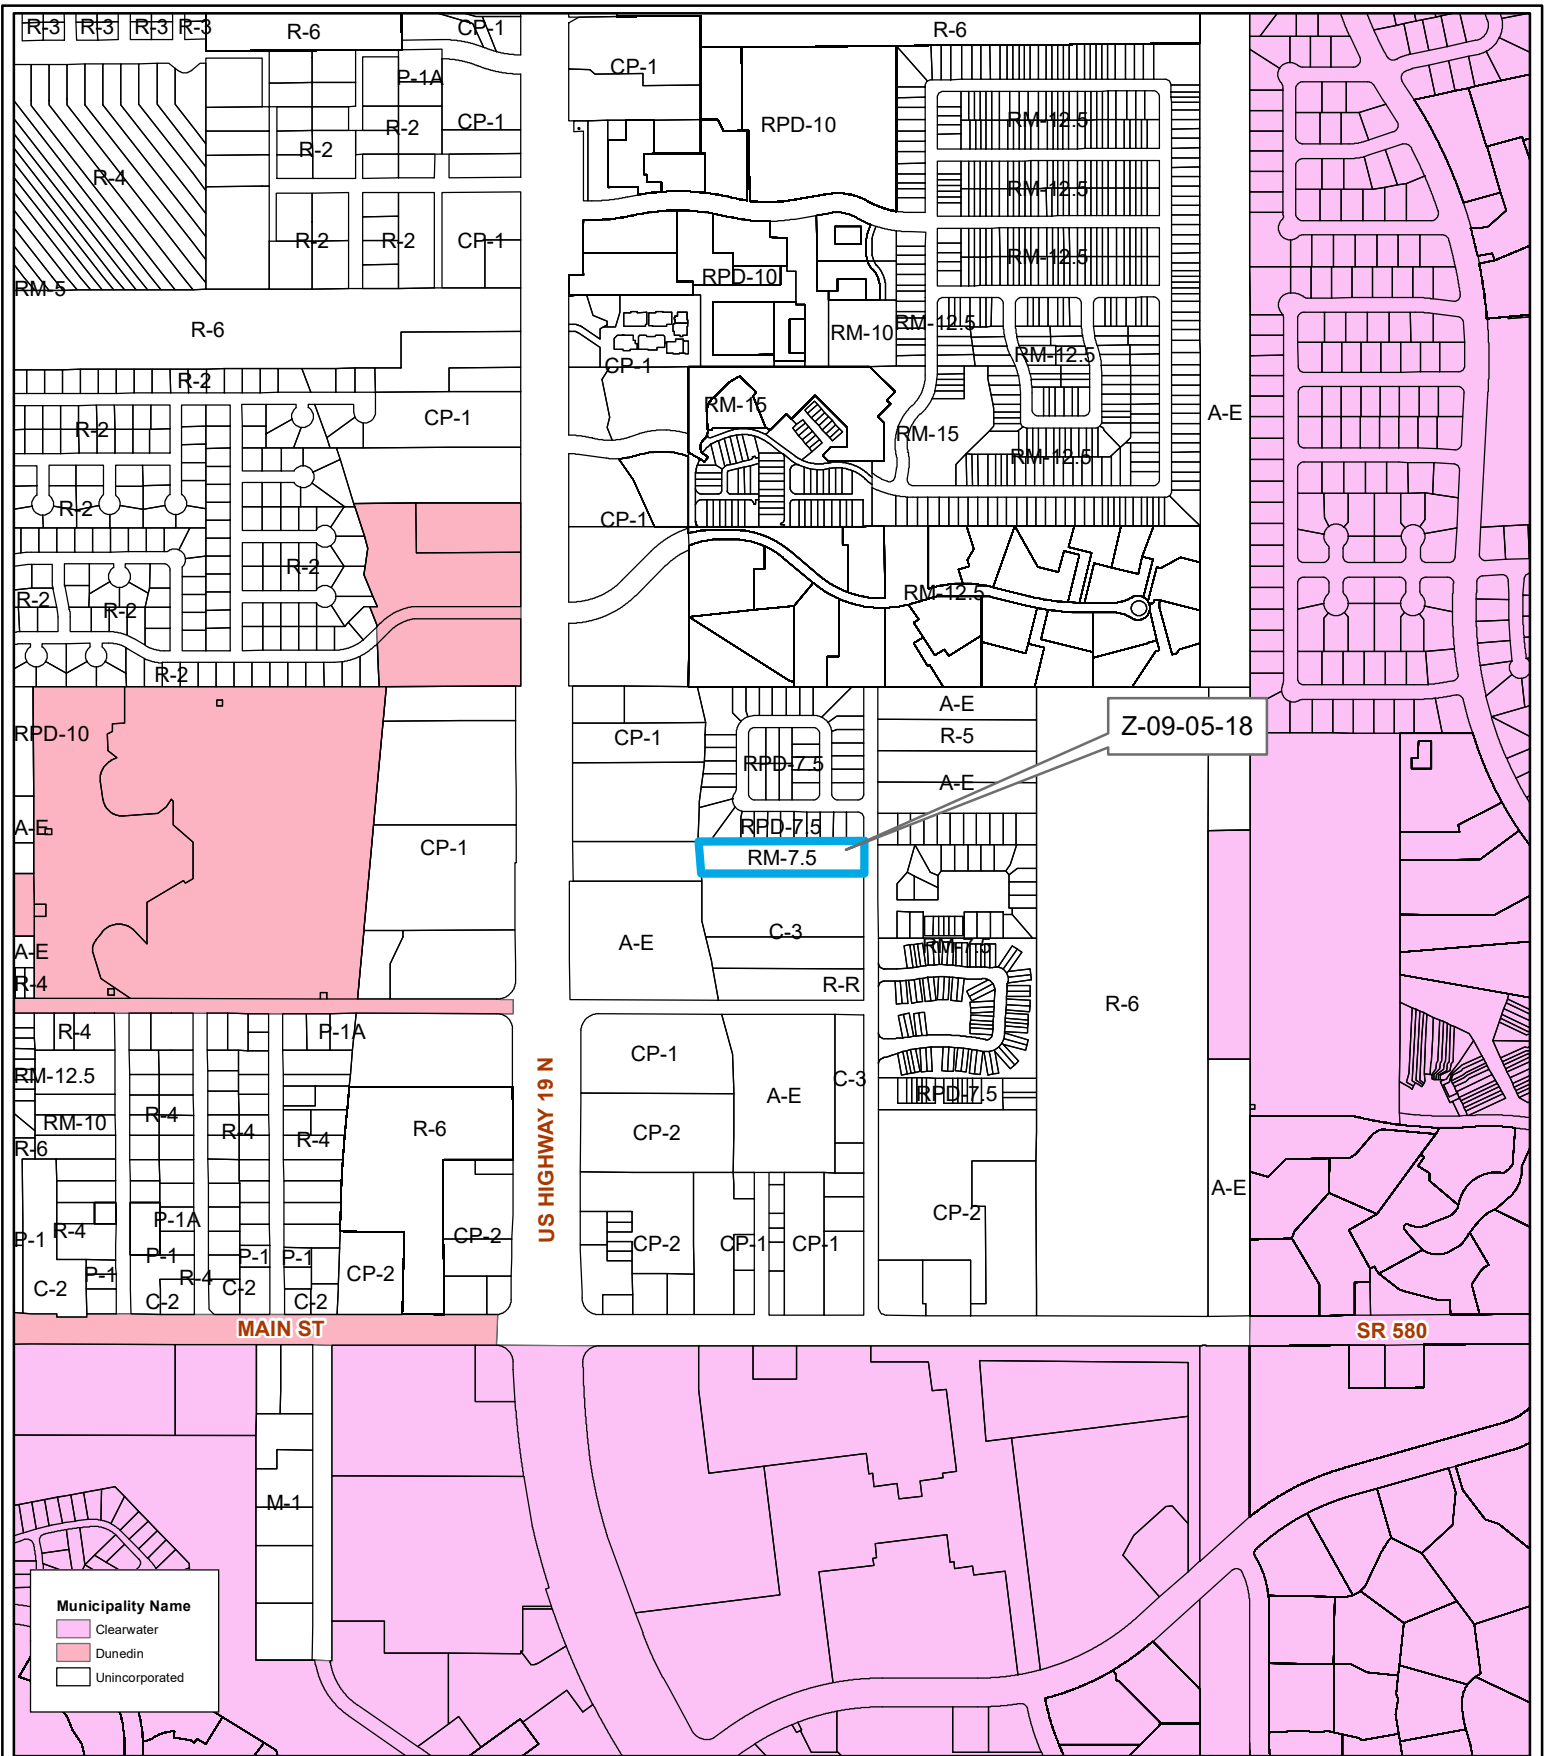 R-3
R-3
R-3
R-3
R-6
CP-1
R-6
CP-1
P-1A
CP-1
R-2
R-2
R-4
RPD-10
RM-12.5
RM-12.5
R-2
R-2
CP-1
RM-12.5
RPD-10
RM-5
R-6
RM-10
RM-12.5
RM-12.5
CP-1
R-2
RM-15
CP-1
A-E
R-2
RM-15
RM-12.5
R-2
CP-1
R-2
RM-12.5
R-2
R-2
R-2
A-E
RPD-10
CP-1
R-5
Z-09-05-18
RPD-7.5
A-E
A-E
RPD-7.5
CP-1
RM-7.5
A-E
C-3
RM-7.5
A-E
R-4
R-R
R-6
R-4
P-1A
CP-1
RM-12.5
A-E
C-3
RPD-7.5
RM-10
R-4
R-4
R-4
R-6
CP-2
R-6
US HIGHWAY 19 N
A-E
R-4
P-1A
CP-2
P-1
CP-2
CP-1
CP-1
CP-2
P-1
P-1
P-1
P-1
CP-2
R-4
C-2
C-2
C-2
C-2
MAIN ST
SR 580
M-1
Municipality Name
Clearwater
Dunedin
Unincorporated